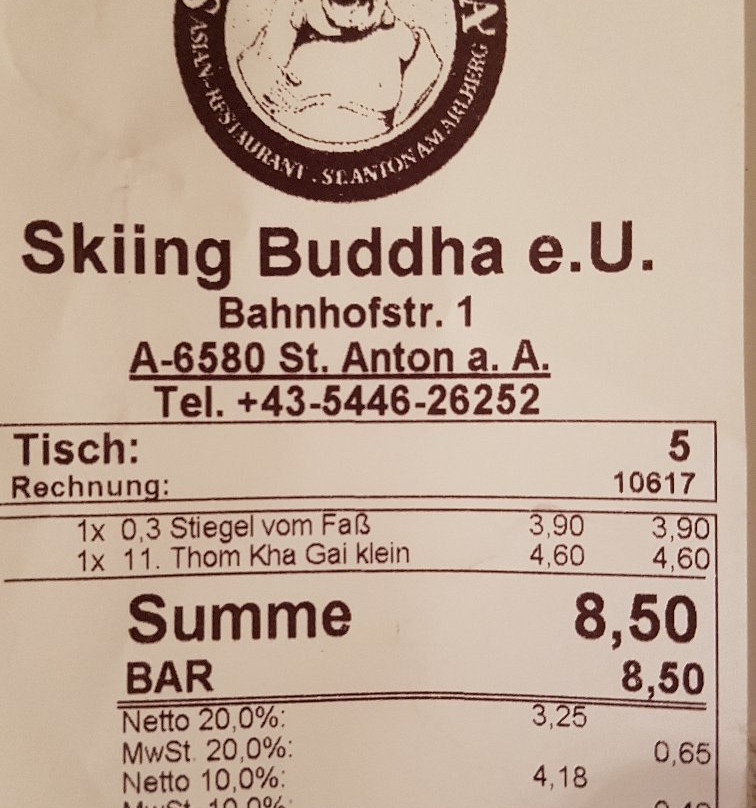 ASIAN-RESTAURANT . ST.ANTON AM ARLBERG
Skiing Buddha e.U.
Bahnhofstr. 1
A-6580 St. Anton a. A.
Tel. +43-5446-26252
Tisch: 5
Rechnung: 10617
1x 0,3 Stiegel vom Faß 3,90 3,90
1x 11. Thom Kha Gai klein 4,60 4,60
Summe 8,50
BAR 8,50
Netto 20,0%: 3,25
MwSt. 20,0%: 0,65
Netto 10,0%: 4,18
MwSt. 10,0%: